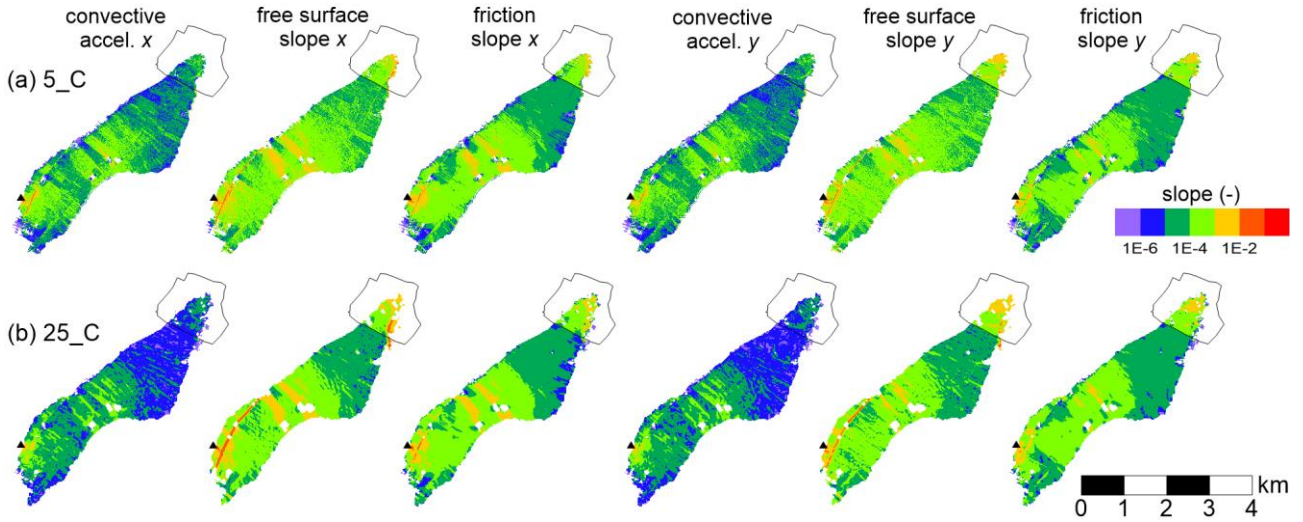 convective
accel. x
free surface
slope x
friction
slope x
convective
accel. y
free surface
slope y
friction
slope y
(a) 5_C
slope (-)
1E-6 1E-4 1E-2
(b) 25_C
km
0 1 2 3 4